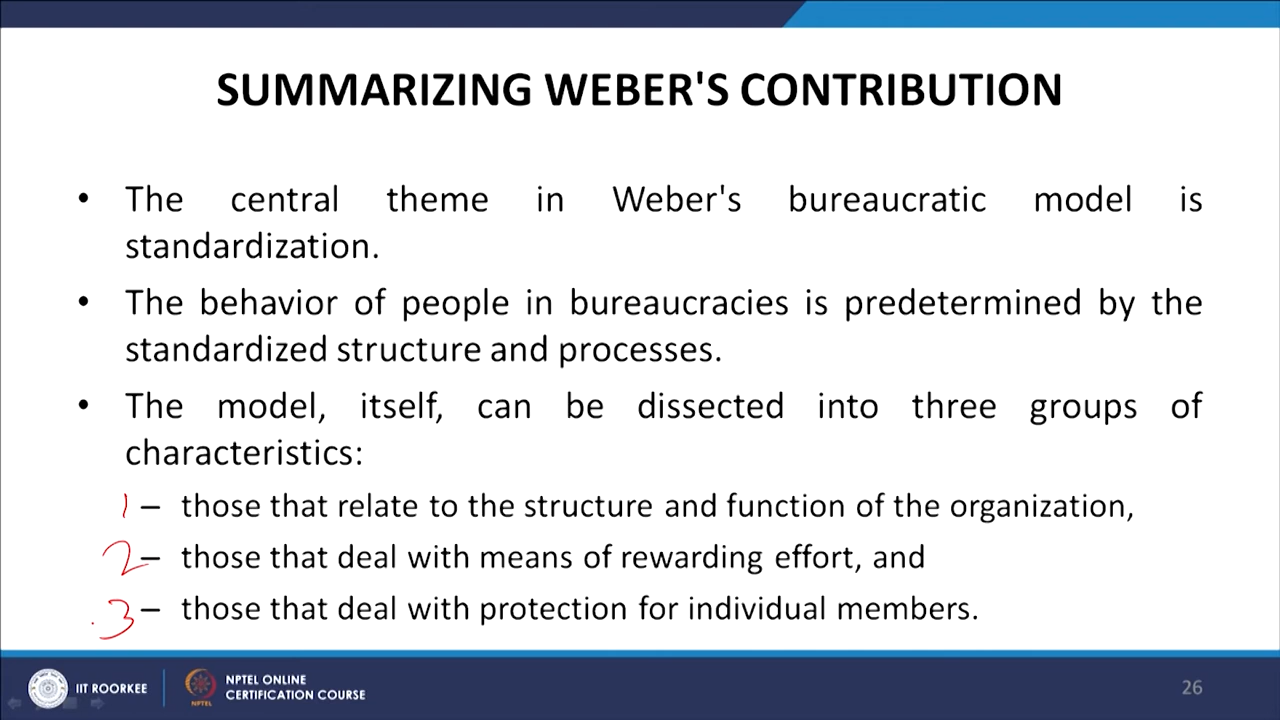 SUMMARIZING WEBER'S CONTRIBUTION
• The central theme in Weber's bureaucratic model is
standardization.
• The behavior of people in bureaucracies is predetermined by the
standardized structure and processes.
• The model, itself, can be dissected into three groups of
characteristics:
1 – those that relate to the structure and function of the organization,
2 – those that deal with means of rewarding effort, and
3 – those that deal with protection for individual members.
IIT ROORKEE
NPTEL
NPTEL ONLINE
CERTIFICATION COURSE
26